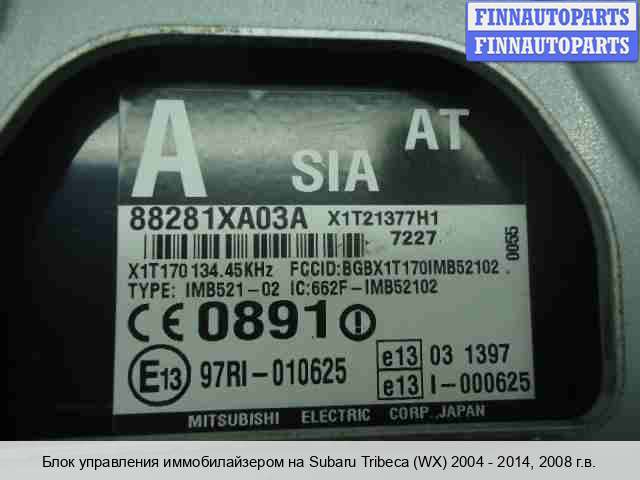 FINNAUTOPARTS
FINNAUTOPARTS
A SIA AT
88281XA03A X1T21377H1
7227
0055
X1T170 134.45KHz FCCID:BGBX1T170IMB52102
TYPE: IMB521-02 IC:662F-IMB52102
CE 0891
E13 97RI-010625
e13 03 1397
e13 I-000625
MITSUBISHI ELECTRIC CORP. JAPAN
Блок управления иммобилайзером на Subaru Tribeca (WX) 2004 - 2014, 2008 г.в.